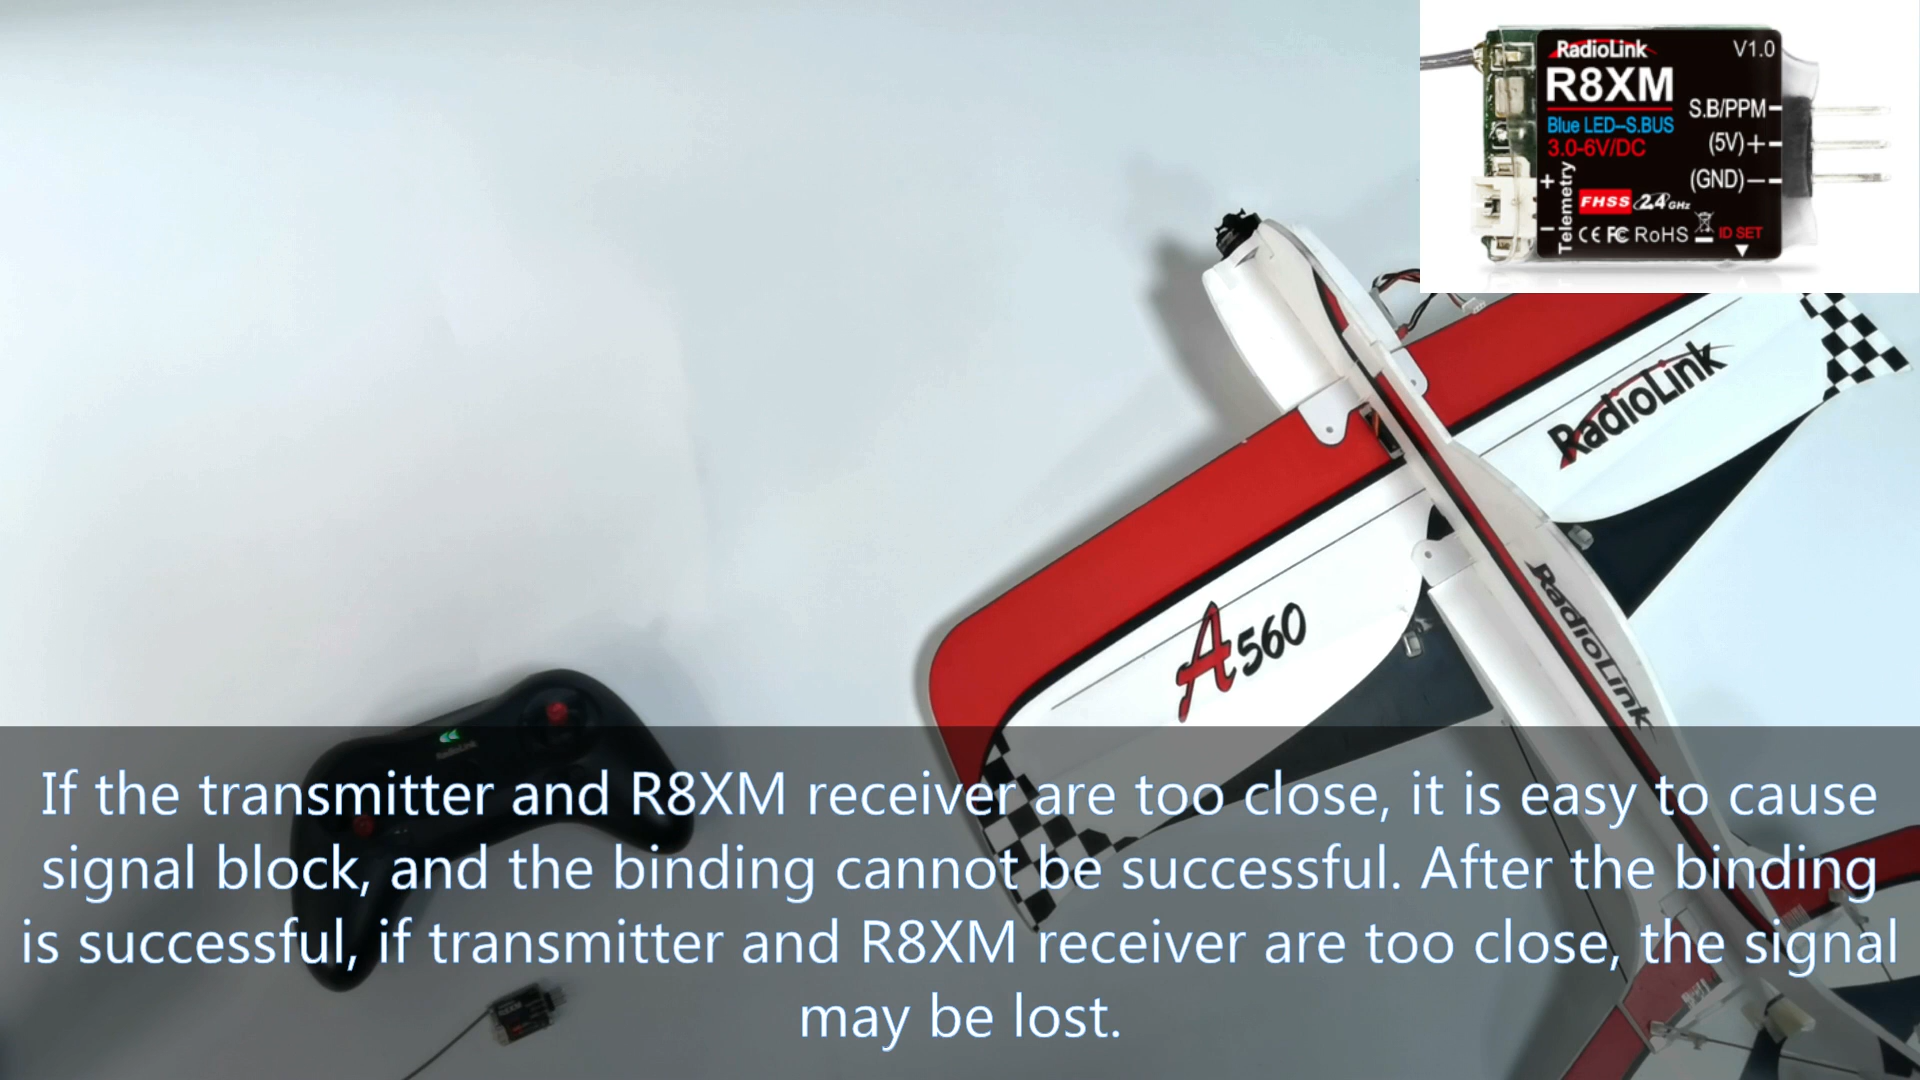 RadioLink
V1.0
R8XM
S.B/PPM
Blue LED–S.BUS
(5V)+
3.0-6V/DC
(GND)—
+
Telemetry
FHSS 2.4GHz
–
CE FC RoHS
ID SET
RadioLink
A560
RadioLink
RadioLink
If the transmitter and R8XM receiver are too close, it is easy to cause
signal block, and the binding cannot be successful. After the binding
is successful, if transmitter and R8XM receiver are too close, the signal
may be lost.
R8XM